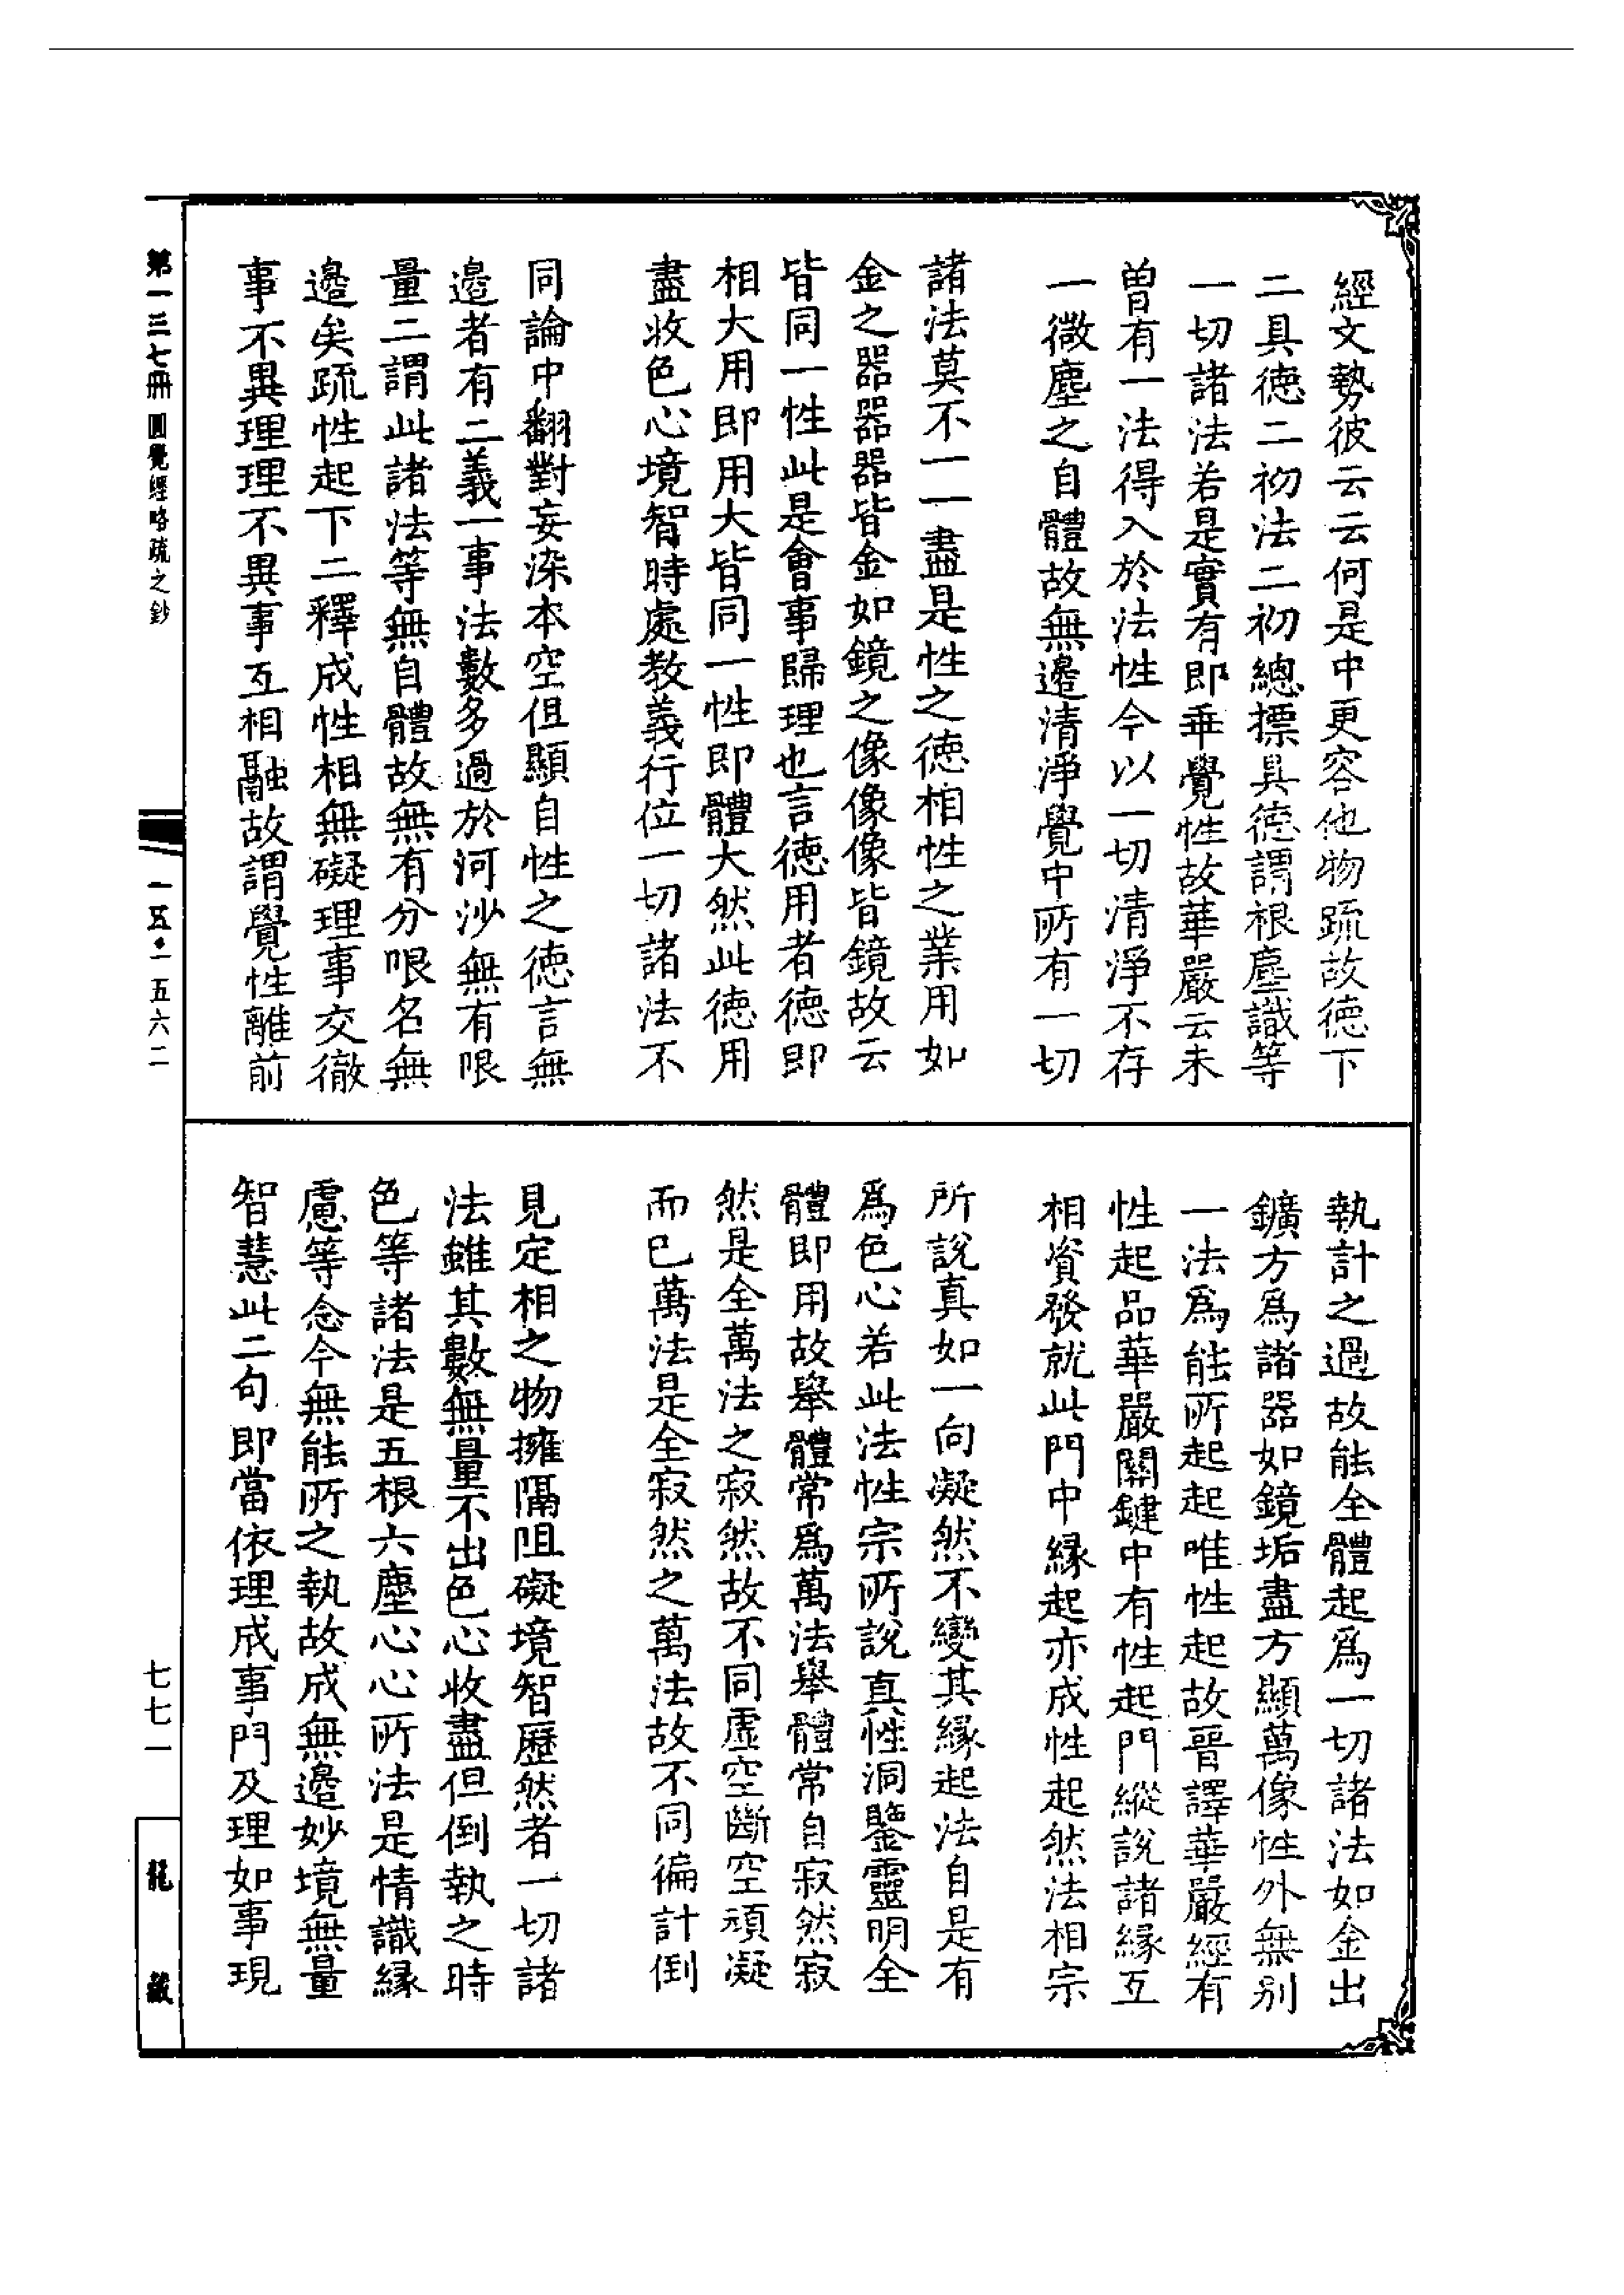 經文勢彼云云何是中更容他物疏故德下
二具德二初法二初總標具德謂根塵識等
一切諸法若是實有即乖覺性故華嚴云未
曾有一法得入於法性今以一切清淨不存
一微塵之自體故無邊清淨覺中所有一切
諸法莫不一一盡是性之德相性之業用如
金之器器器皆金如鏡之像像像皆鏡故云
皆同一性此是會事歸理也言德用者德即
相大用即用大皆同一性即體大然此德用
盡收色心境智時處教義行位一切諸法不
同論中翻對妄染本空但顯自性之德言無
邊者有二義一事法數多過於河沙無有限
量二謂此諸法等無自體故無有分限名無
邊矣疏性起下二釋成性相無礙理事交徹
事不異理理不異事事互相融故謂覺性離前
執計之過故能全體起為一切諸法如金出
鑛方為諸器如鏡垢盡方顯萬像性外無別
一法為能所起起唯性起故晉譯華嚴經有
性起品華嚴關鍵中有性起門縱說諸緣互
相資發就此門中緣起亦成性起然法相宗
所說真如一向凝然不變其緣起法自是有
為色心若此法性宗所說真性洞鑒靈明全
體即用故舉體常為萬法舉體常自寂然寂
然是全萬法之寂然故不同虛空斷空頑凝
而已萬法是全寂然之萬法故不同徧計倒
見定相之物擁隔阻礙境智歷然者一切諸
法雖其數無量不出色心收盡但倒執之時
色等諸法是五根六塵心心所法是情識緣
慮等念今無能所之執故成無邊妙境無量
智慧此二句即當依理成事門及理如事現
第一三七冊 圓覺經略疏之鈔
一五·一五六二
七七一
龍藏